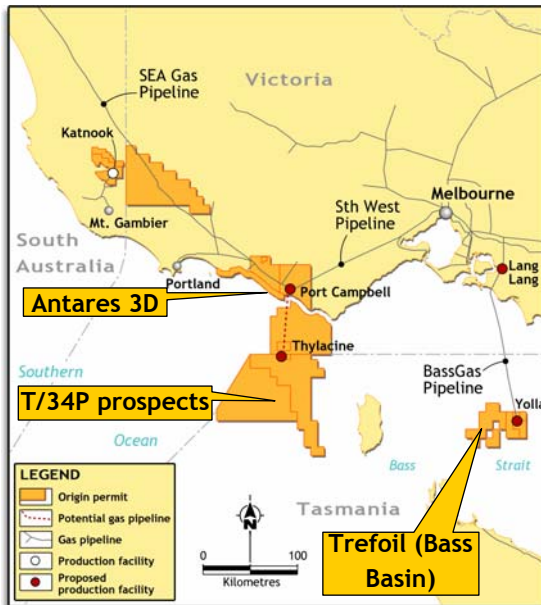 SEA Gas
Pipeline
Victoria
Katnook
Melbourne
Mt. Gambier
Sth West
Pipeline
South
Australia
Lang
Lang
Portland
Port Campbell
Antares 3D
Thylacine
Southern
BassGas
Pipeline
T/34P prospects
Yolla
Ocean
Bass
Strait
LEGEND
Origin permit
Potential gas pipeline
Gas pipeline
Production facility
Proposed
production facility
N
0
100
Kilometres
Tasmania
Trefoil (Bass
Basin)